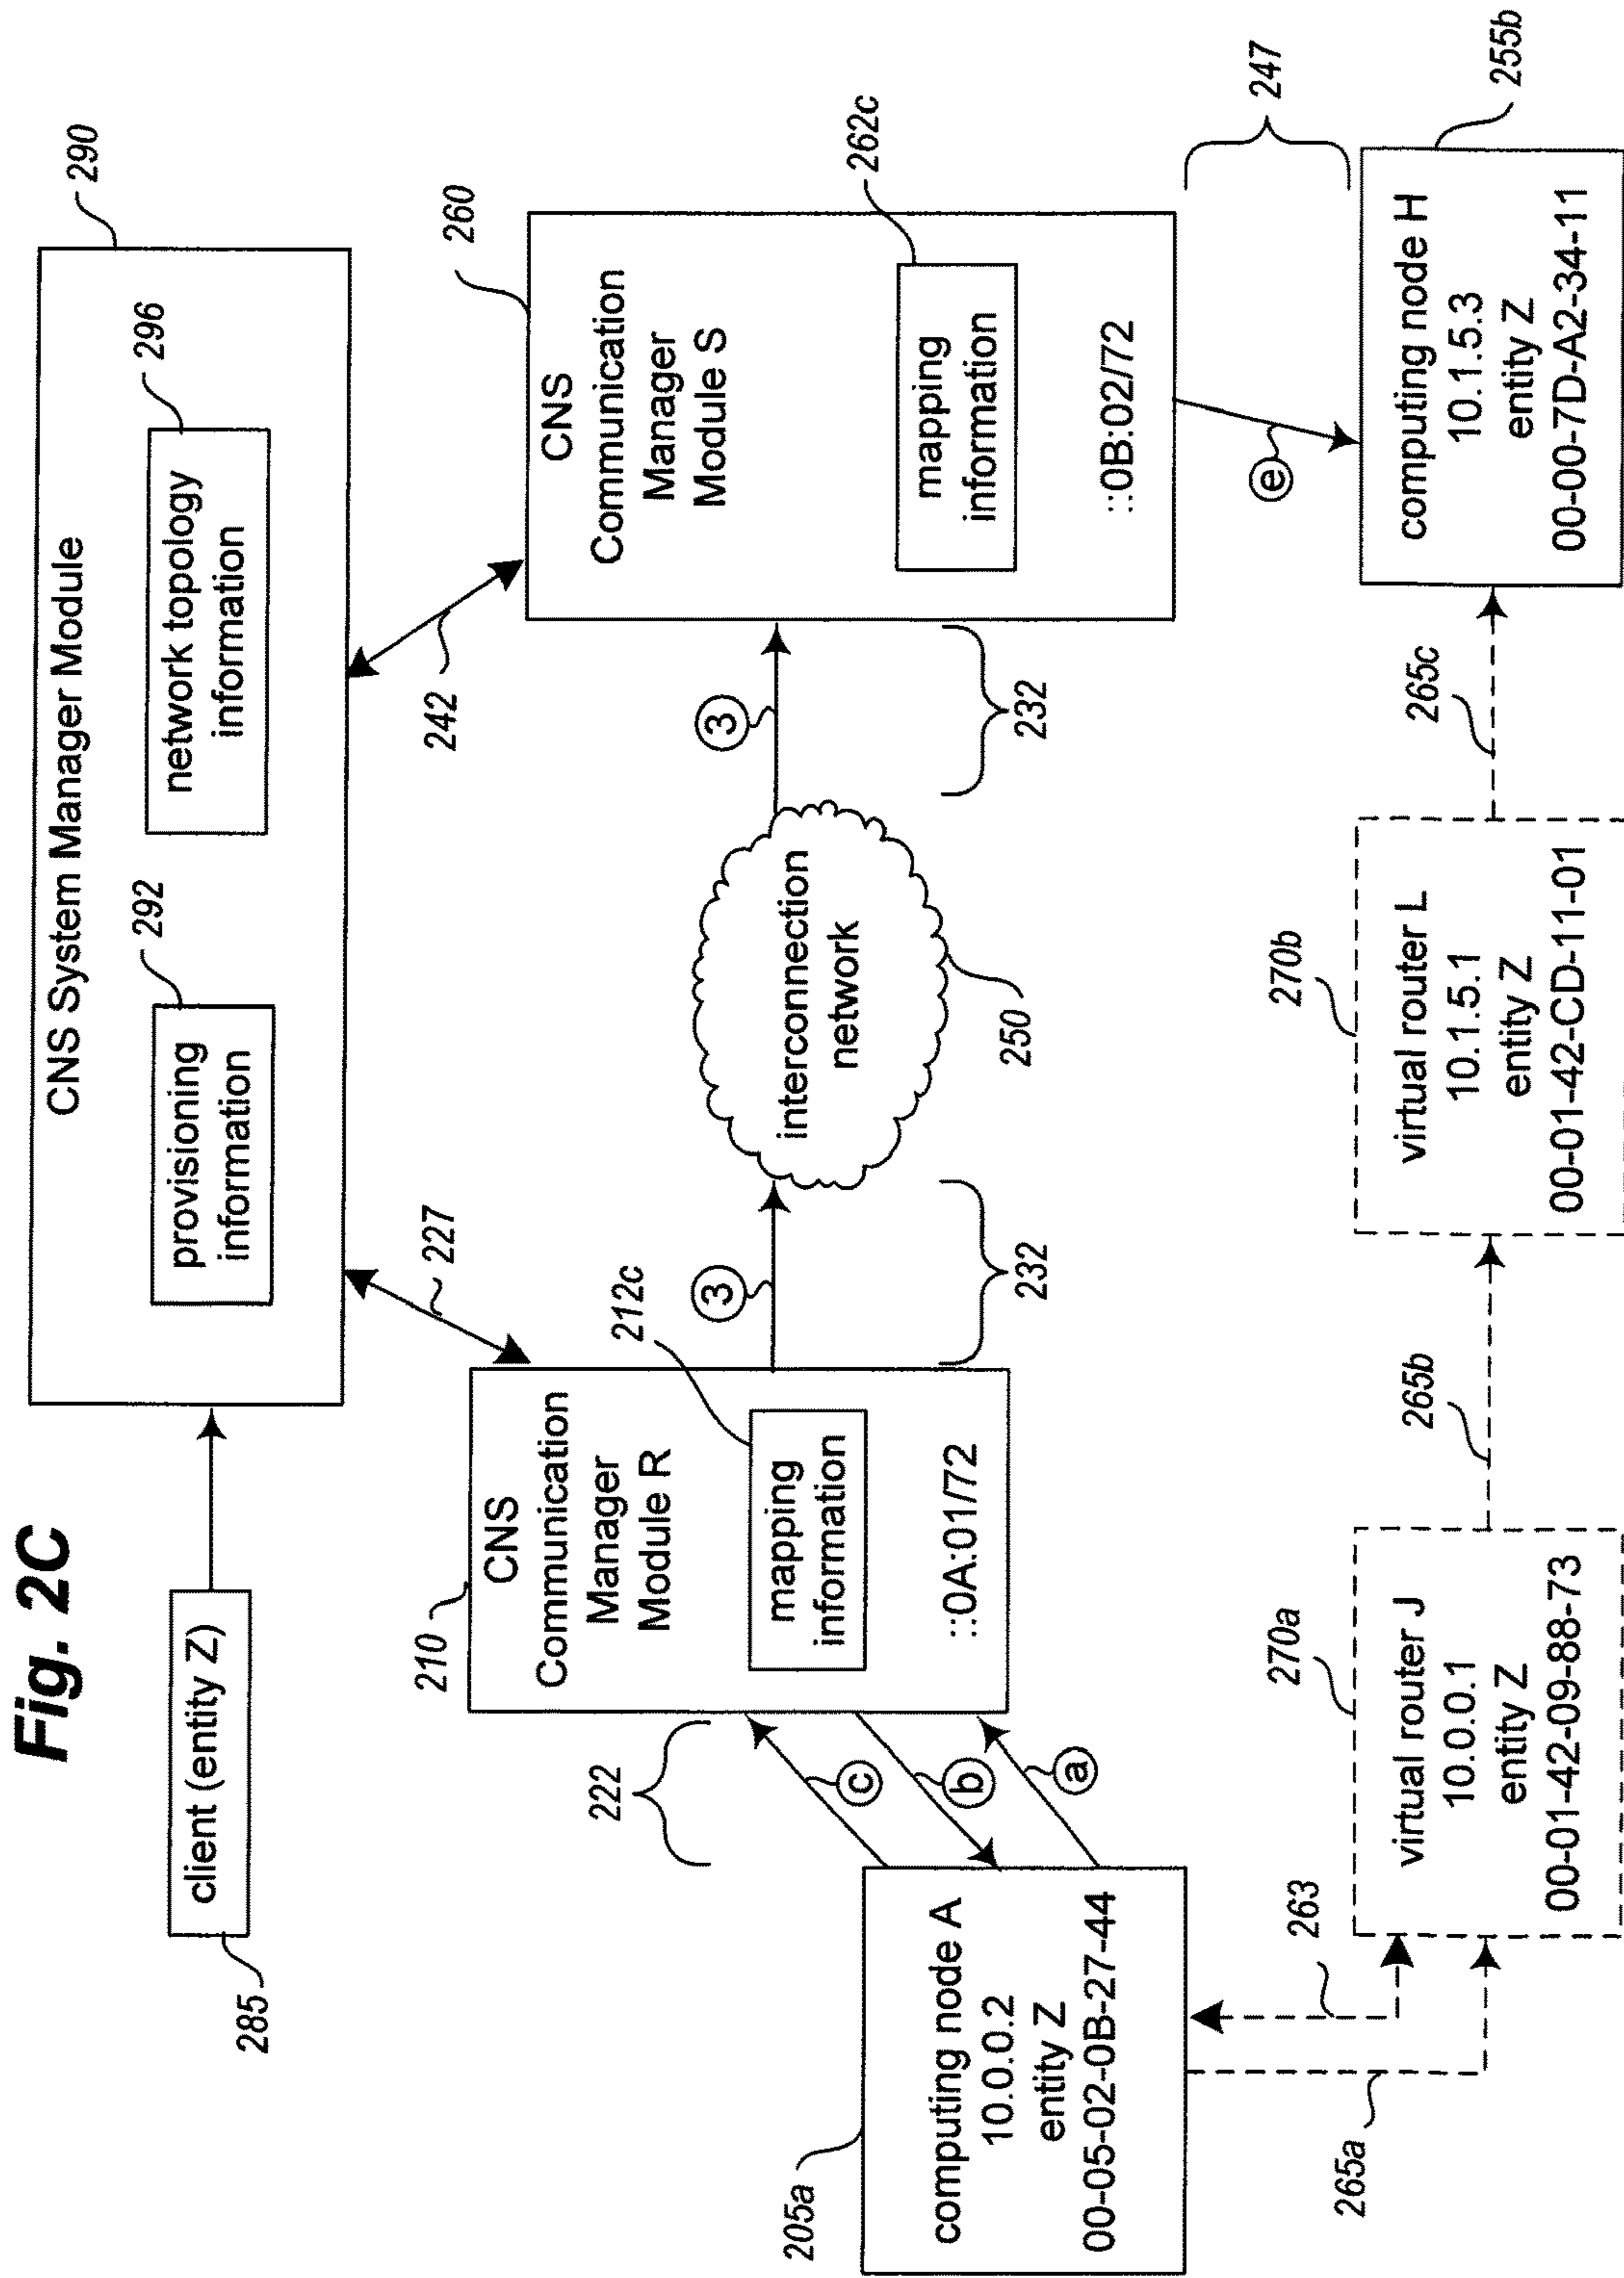 Fig. 2C
client (entity Z)
285
CNS System Manager Module
290
provisioning
information
292
network topology
information
296
227
242
210
CNS
Communication
Manager
Module R
mapping
information
212c
::0A:01/72
3
232
interconnection
network
250
3
232
260
CNS
Communication
Manager
Module S
mapping
information
262c
::0B:02/72
222
c
b
a
e
247
205a
computing node A
10.0.0.2
entity Z
00-05-02-0B-27-44
263
265a
270a
virtual router J
10.0.0.1
entity Z
00-01-42-09-88-73
265b
270b
virtual router L
10.1.5.1
entity Z
00-01-42-CD-11-01
265c
computing node H
10.1.5.3
entity Z
00-00-7D-A2-34-11
255b